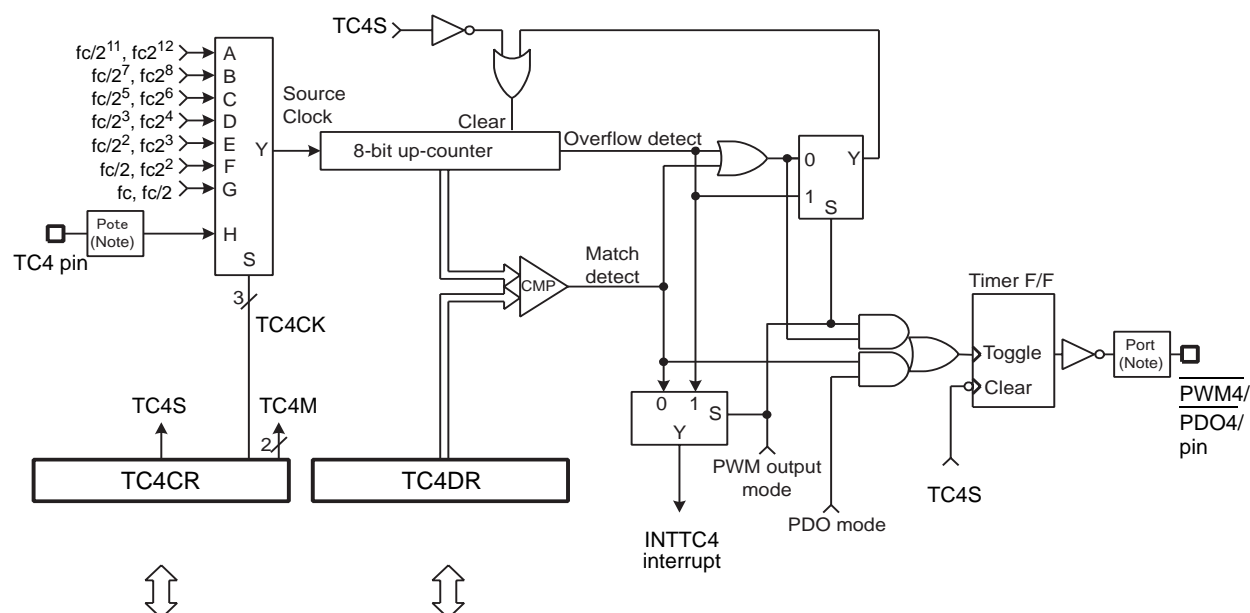 TC4S
fc/2¹¹, fc2¹²
A
fc/2⁷, fc2⁸
B
fc/2⁵, fc2⁶
C
fc/2³, fc2⁴
D
fc/2², fc2³
E
fc/2, fc2²
F
fc, fc/2
G
H
S
Y
Source
Clock
Clear
8-bit up-counter
Overflow detect
0
1
Y
S
Pote
(Note)
TC4 pin
3
TC4CK
CMP
Match
detect
Timer F/F
Toggle
Clear
Port
(Note)
PWM4/
PDO4/
pin
0 1
S
Y
TC4S
TC4M
2
TC4CR
TC4DR
PWM output
mode
PDO mode
TC4S
INTTC4
interrupt